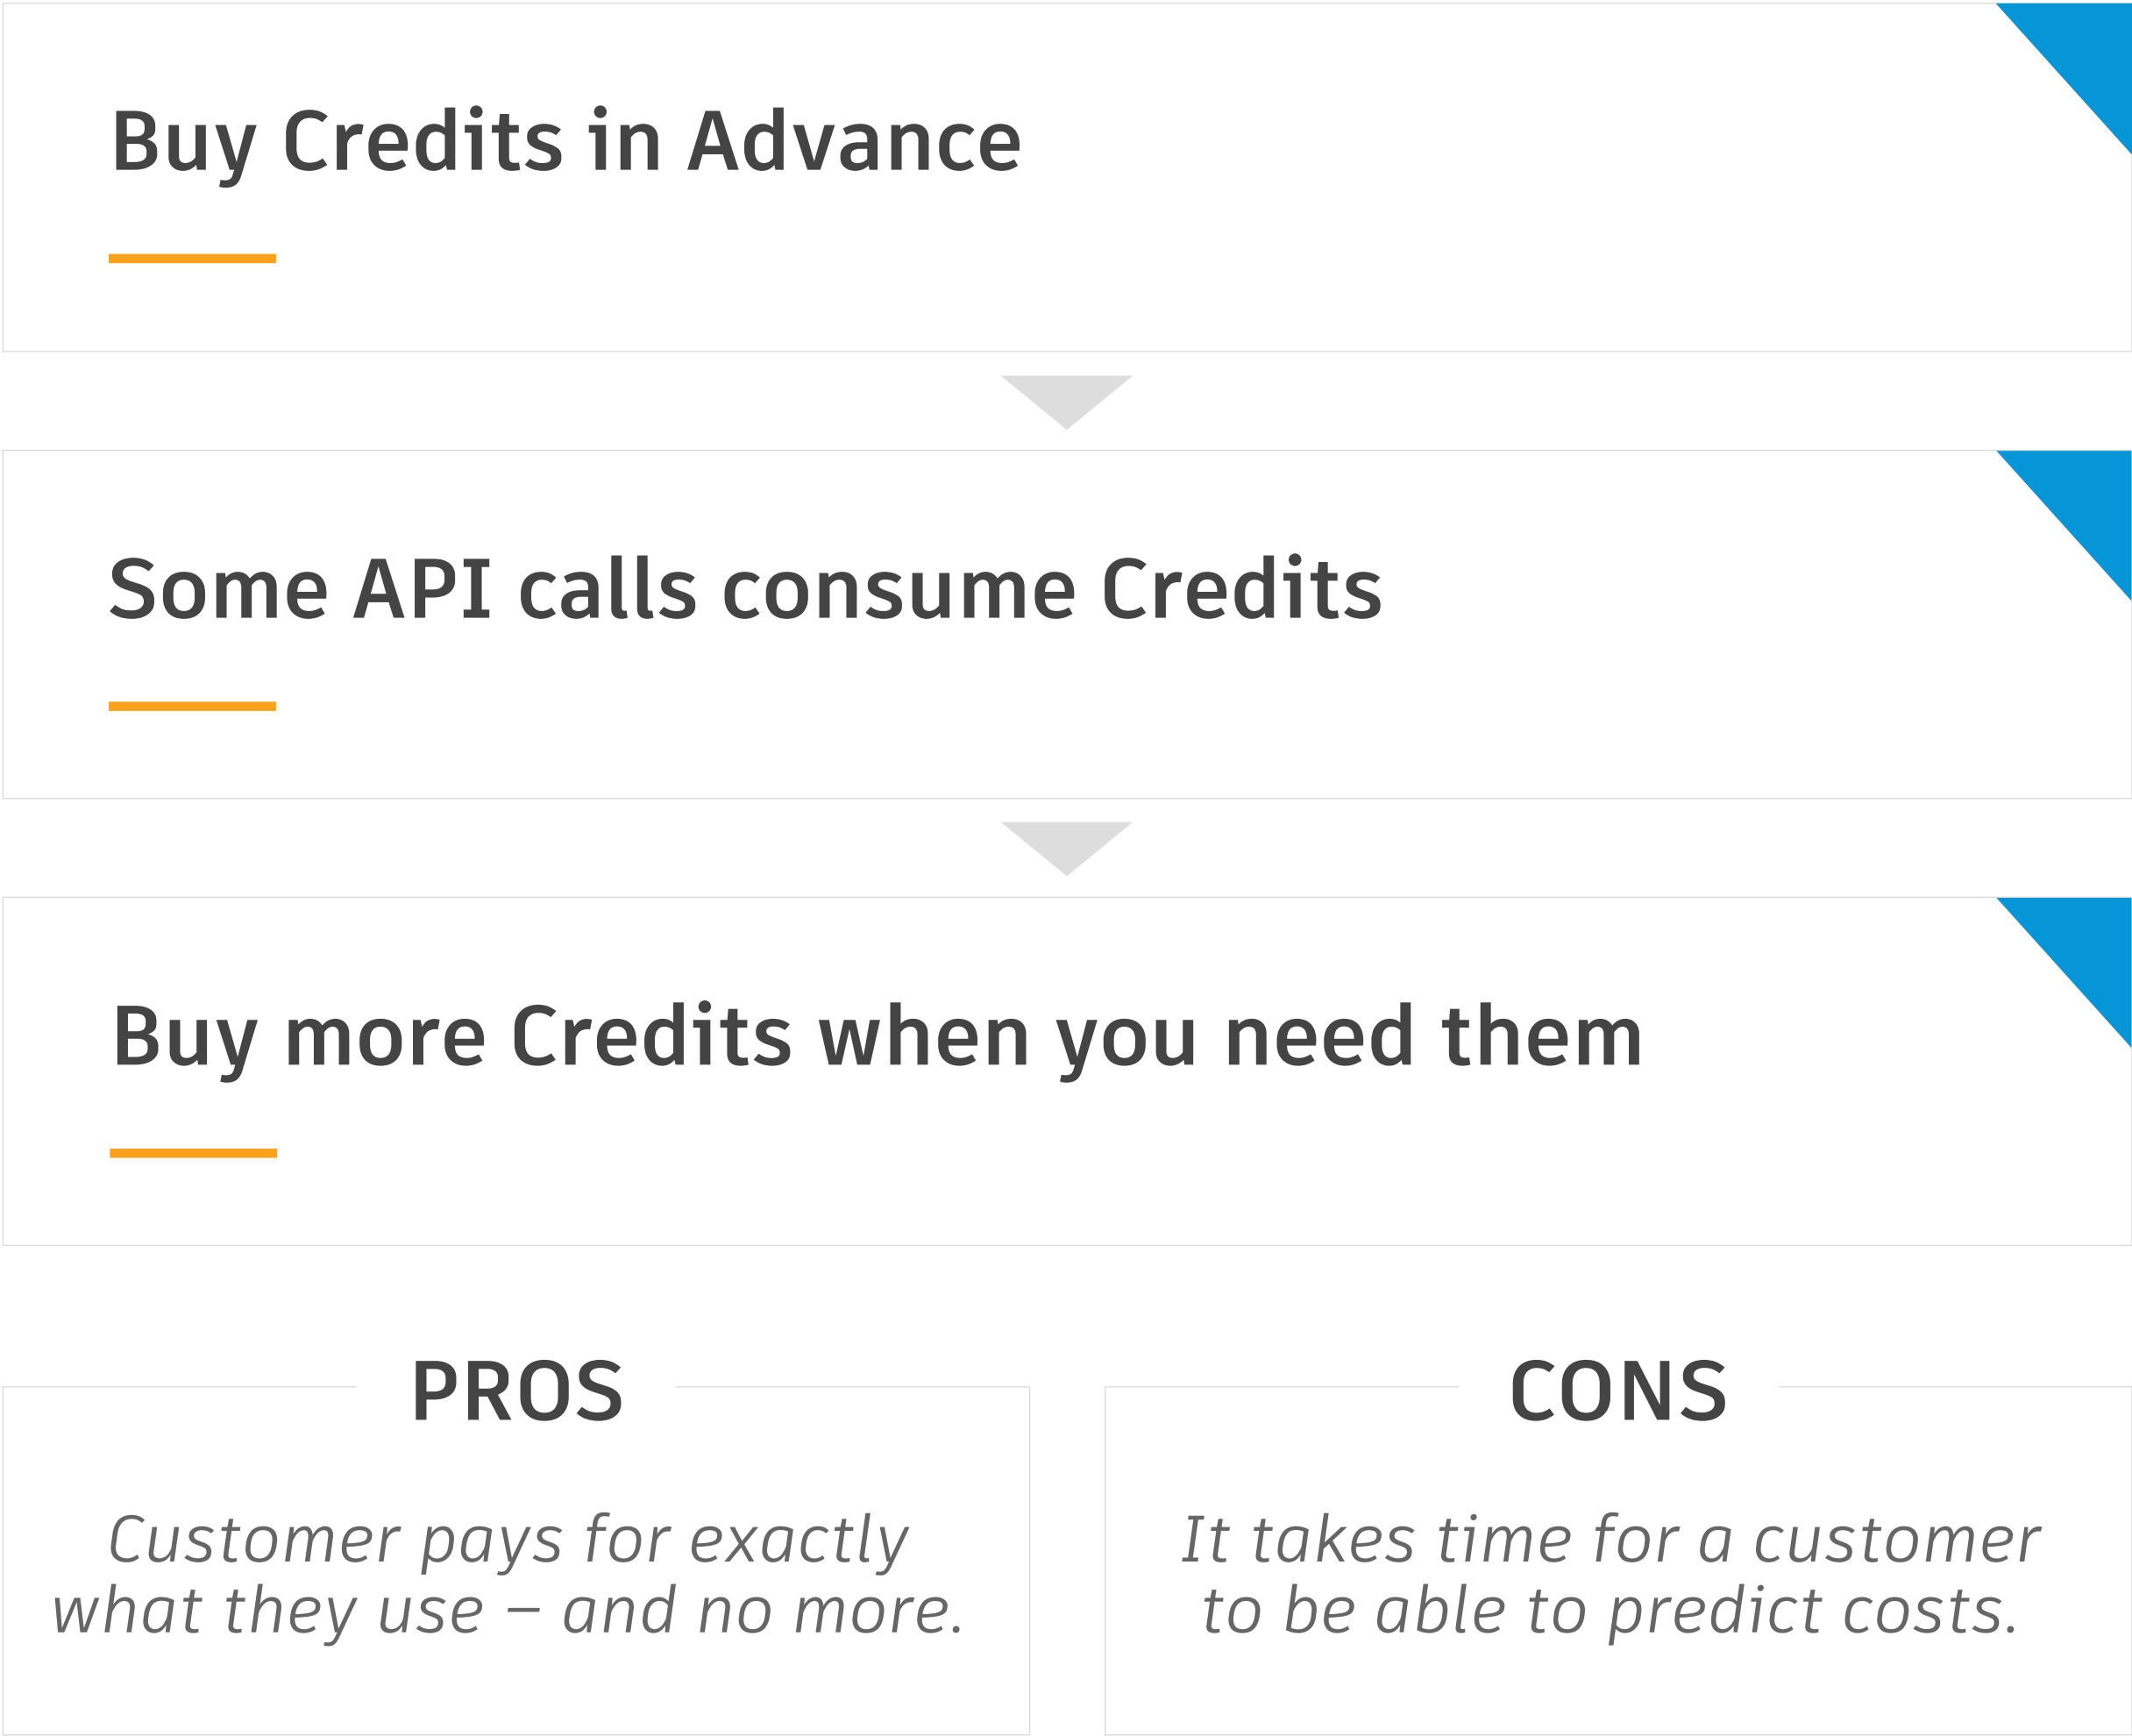 Buy Credits in Advance
Some API calls consume Credits
Buy more Credits when you need them
PROS
Customer pays for exactly
what they use – and no more.
CONS
It takes time for a customer
to be able to predict costs.